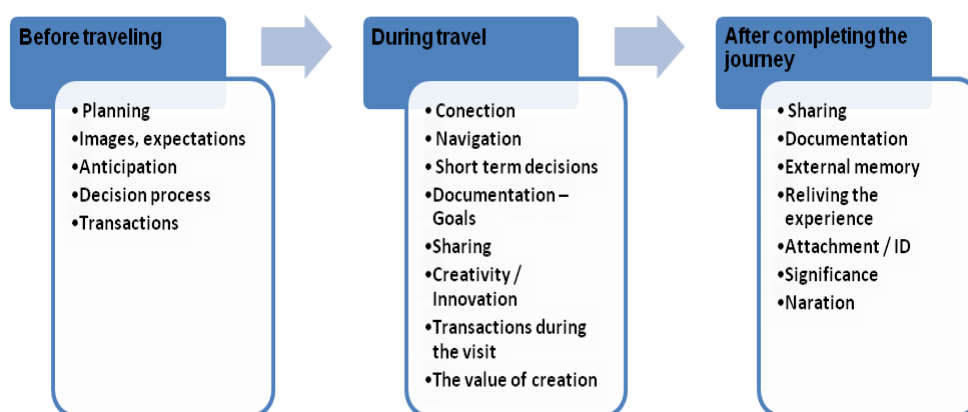 Before traveling
• Planning
• Images, expectations
• Anticipation
• Decision process
• Transactions
During travel
• Conection
• Navigation
• Short term decisions
• Documentation –
Goals
• Sharing
• Creativity /
Innovation
• Transactions during
the visit
• The value of creation
After completing the
journey
• Sharing
• Documentation
• External memory
• Reliving the
experience
• Attachment / ID
• Significance
• Naration